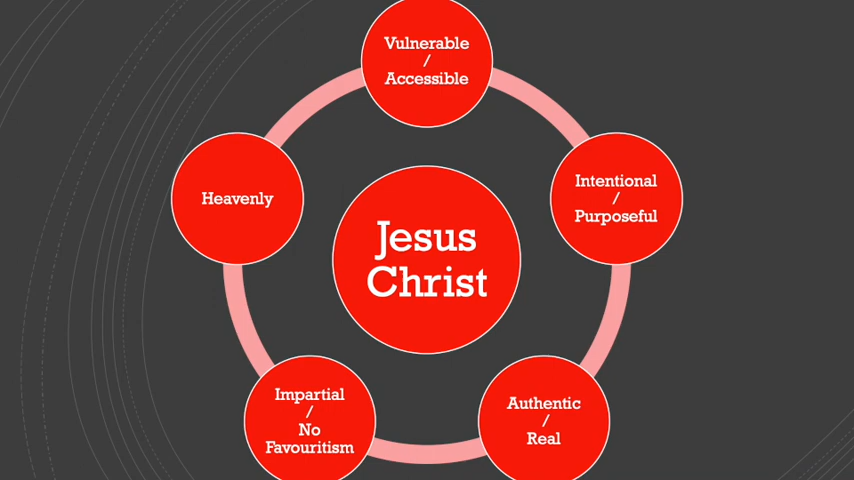 Vulnerable
/
Accessible
Intentional
/
Purposeful
Heavenly
Jesus
Christ
Impartial
/
No
Favouritism
Authentic
/
Real